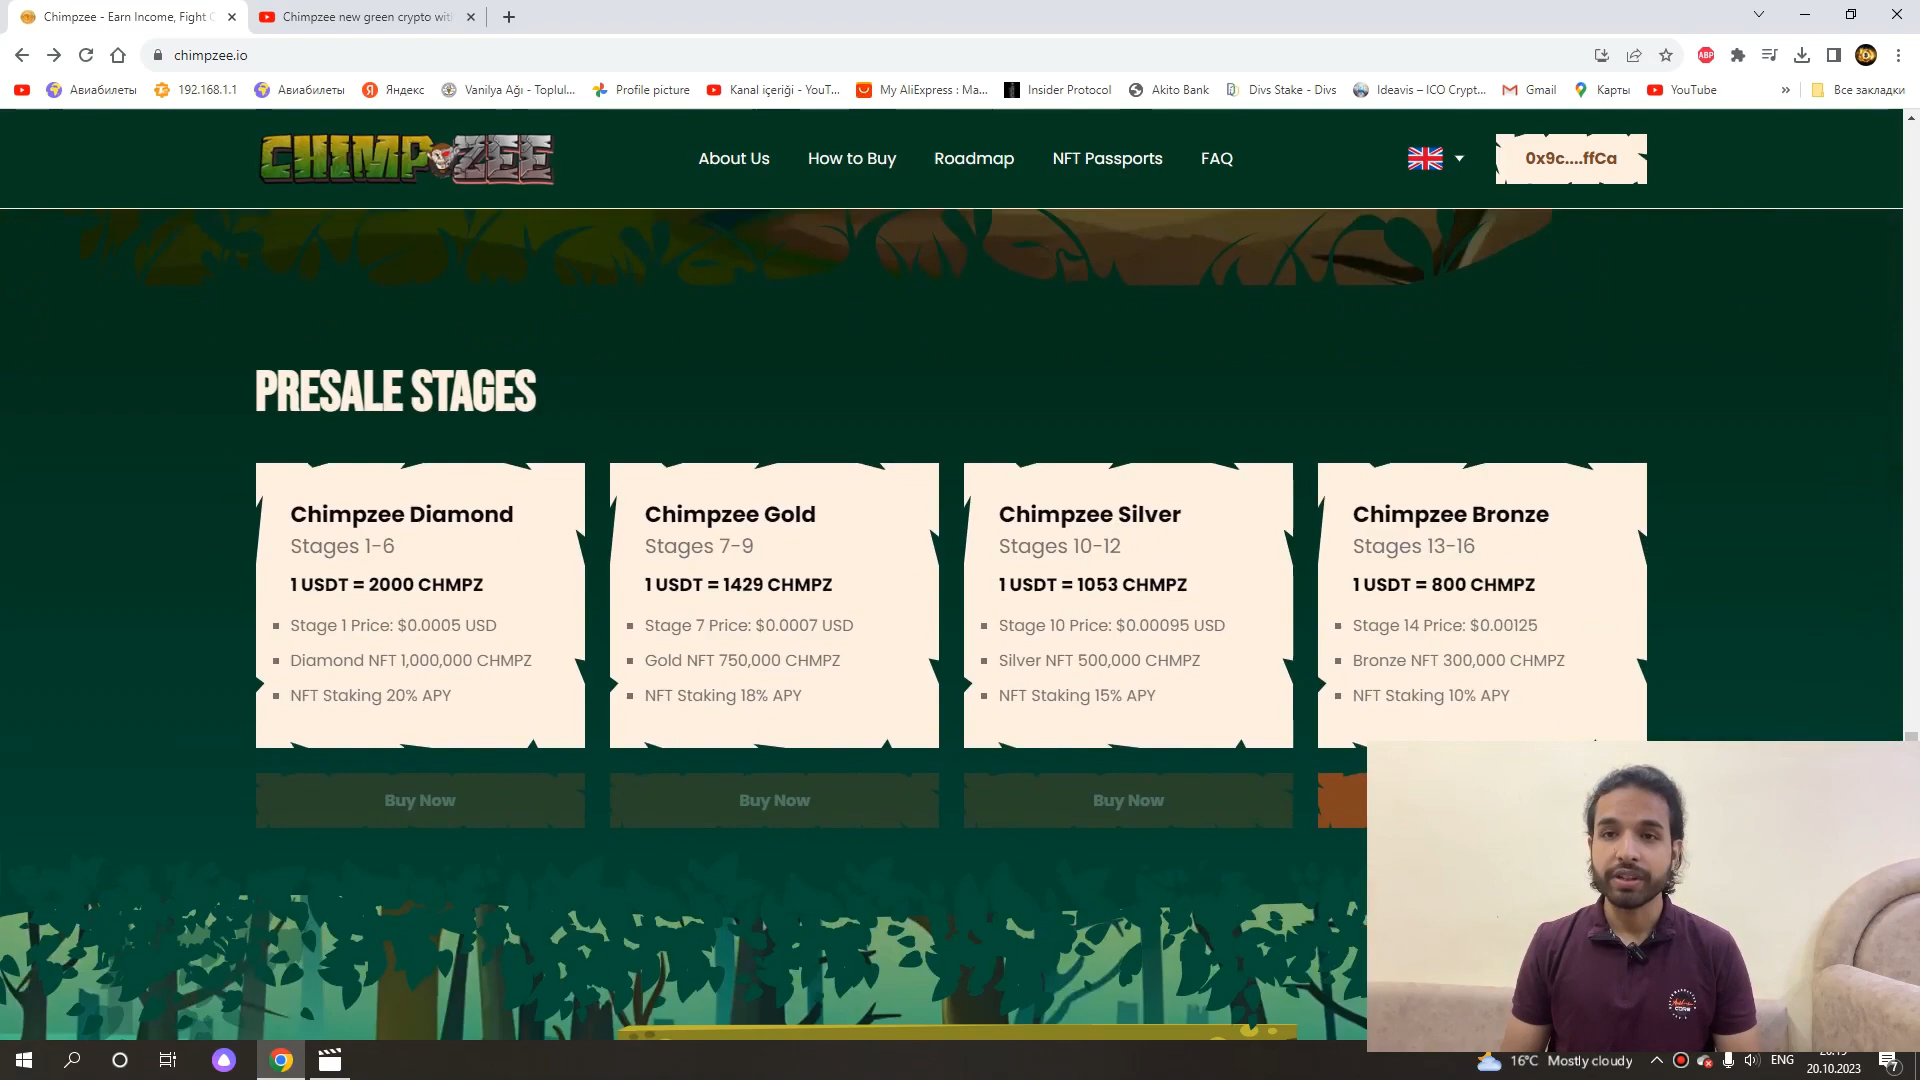 Chimpzee - Earn Income, Fight C
Chimpzee new green crypto wit
chimpzee.io
ABP
Авиабилеты
192.168.1.1
Авиабилеты
Яндекс
Vanilya Ağı - Toplul...
Profile picture
Kanal içeriği - YouT...
My AliExpress : Ma...
Insider Protocol
Akito Bank
Divs Stake - Divs
Ideavis – ICO Crypt...
Gmail
Карты
YouTube
»
Все закладки
CHIMPZEE
About Us
How to Buy
Roadmap
NFT Passports
FAQ
0x9c....ffCa
PRESALE STAGES
Chimpzee Diamond
Stages 1-6
1 USDT = 2000 CHMPZ
Stage 1 Price: $0.0005 USD
Diamond NFT 1,000,000 CHMPZ
NFT Staking 20% APY
Buy Now
Chimpzee Gold
Stages 7-9
1 USDT = 1429 CHMPZ
Stage 7 Price: $0.0007 USD
Gold NFT 750,000 CHMPZ
NFT Staking 18% APY
Buy Now
Chimpzee Silver
Stages 10-12
1 USDT = 1053 CHMPZ
Stage 10 Price: $0.00095 USD
Silver NFT 500,000 CHMPZ
NFT Staking 15% APY
Buy Now
Chimpzee Bronze
Stages 13-16
1 USDT = 800 CHMPZ
Stage 14 Price: $0.00125
Bronze NFT 300,000 CHMPZ
NFT Staking 10% APY
16°C Mostly cloudy
ENG
20.10.2023
7